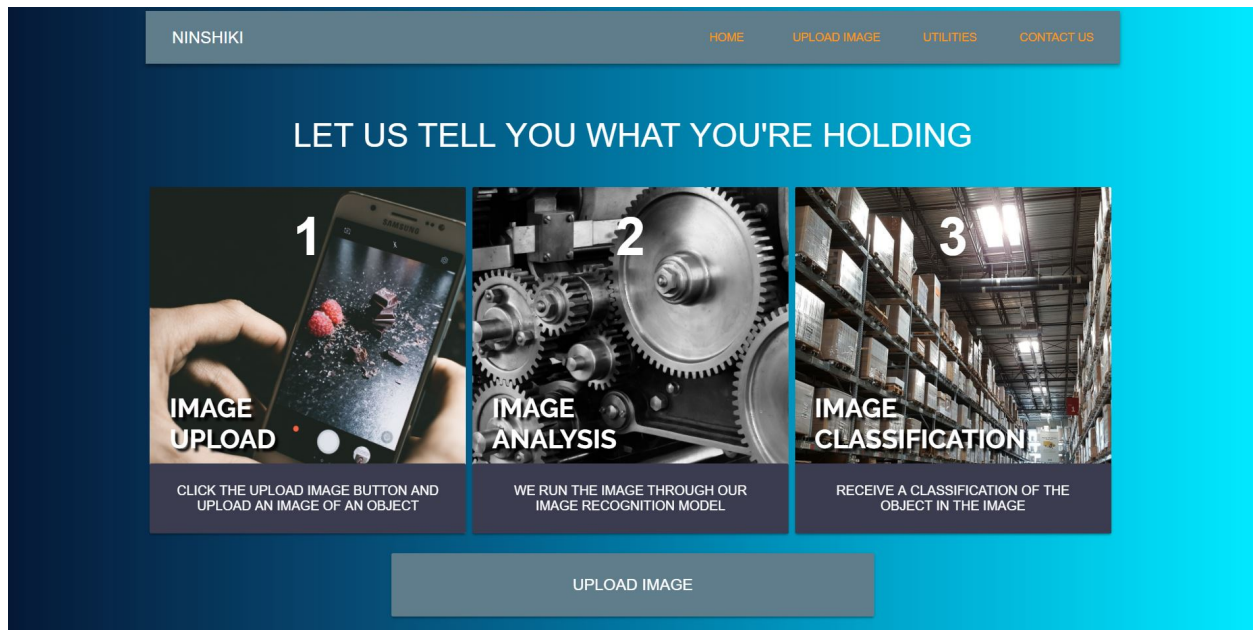 NINSHIKI
HOME
UPLOAD IMAGE
UTILITIES
CONTACT US
LET US TELL YOU WHAT YOU'RE HOLDING
1
SAMSUNG
IMAGE
UPLOAD
CLICK THE UPLOAD IMAGE BUTTON AND
UPLOAD AN IMAGE OF AN OBJECT
2
IMAGE
ANALYSIS
WE RUN THE IMAGE THROUGH OUR
IMAGE RECOGNITION MODEL
3
IMAGE
CLASSIFICATION
RECEIVE A CLASSIFICATION OF THE
OBJECT IN THE IMAGE
UPLOAD IMAGE